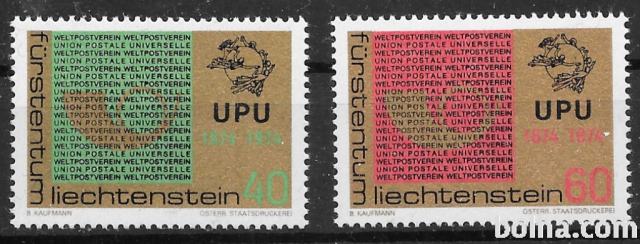 fürstentum
WELTPOSTVEREIN WELTPOSTVEREIN
UNION POSTALE UNIVERSELLE
WELTPOSTVEREIN WELTPOSTVEREIN
UNION POSTALE UNIVERSELLE
WELTPOSTVEREIN WELTPOSTVEREIN
UNION POSTALE UNIVERSELLE
WELTPOSTVEREIN WELTPOSTVEREIN
UNION POSTALE UNIVERSELLE
WELTPOSTVEREIN WELTPOSTVEREIN
UNION POSTALE UNIVERSELLE
WELTPOSTVEREIN WELTPOSTVEREIN
UNION POSTALE UNIVERSELLE
WELTPOSTVEREIN WELTPOSTVEREIN
UNION POSTALE UNIVERSELLE
WELTPOSTVEREIN WELTPOSTVEREIN
UNION POSTALE UNIVERSELLE
UPU
1874-1974
liechtenstein 40
B. KAUFMANN ÖSTERR. STAATSDRUCKEREI
fürstentum
WELTPOSTVEREIN WELTPOSTVEREIN
UNION POSTALE UNIVERSELLE
WELTPOSTVEREIN WELTPOSTVEREIN
UNION POSTALE UNIVERSELLE
WELTPOSTVEREIN WELTPOSTVEREIN
UNION POSTALE UNIVERSELLE
WELTPOSTVEREIN WELTPOSTVEREIN
UNION POSTALE UNIVERSELLE
WELTPOSTVEREIN WELTPOSTVEREIN
UNION POSTALE UNIVERSELLE
WELTPOSTVEREIN WELTPOSTVEREIN
UNION POSTALE UNIVERSELLE
WELTPOSTVEREIN WELTPOSTVEREIN
UNION POSTALE UNIVERSELLE
WELTPOSTVEREIN WELTPOSTVEREIN
UNION POSTALE UNIVERSELLE
UPU
1874-1974
liechtenstein 60
B. KAUFMANN ÖSTERR. STAATSDRUCKEREI
bolha.com